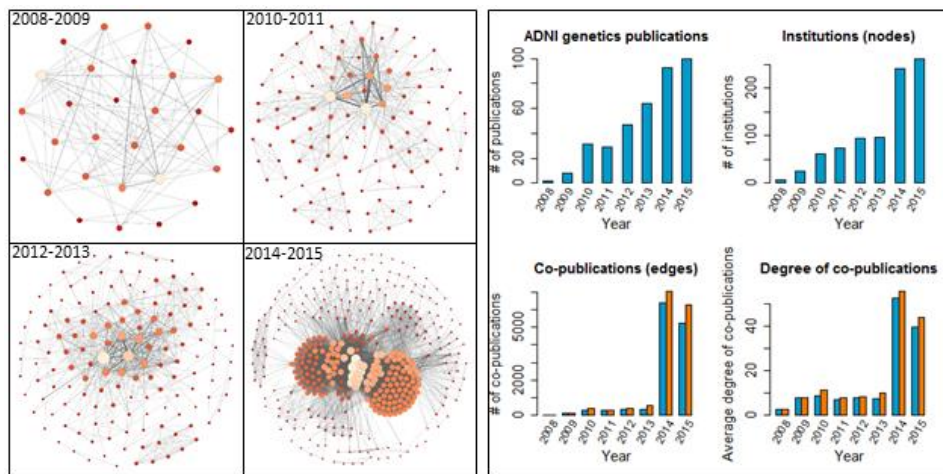 2008-2009
2010-2011
2012-2013
2014-2015
ADNI genetics publications
# of publications
0 20 60 100
2008 2009 2010 2011 2012 2013 2014 2015
Year
Institutions (nodes)
# of institutions
0 100 200
2008 2009 2010 2011 2012 2013 2014 2015
Year
Co-publications (edges)
# of co-publications
0 2000 5000
2008 2009 2010 2011 2012 2013 2014 2015
Year
Degree of co-publications
Average degree of co-publications
0 10 20 40
2008 2009 2010 2011 2012 2013 2014 2015
Year